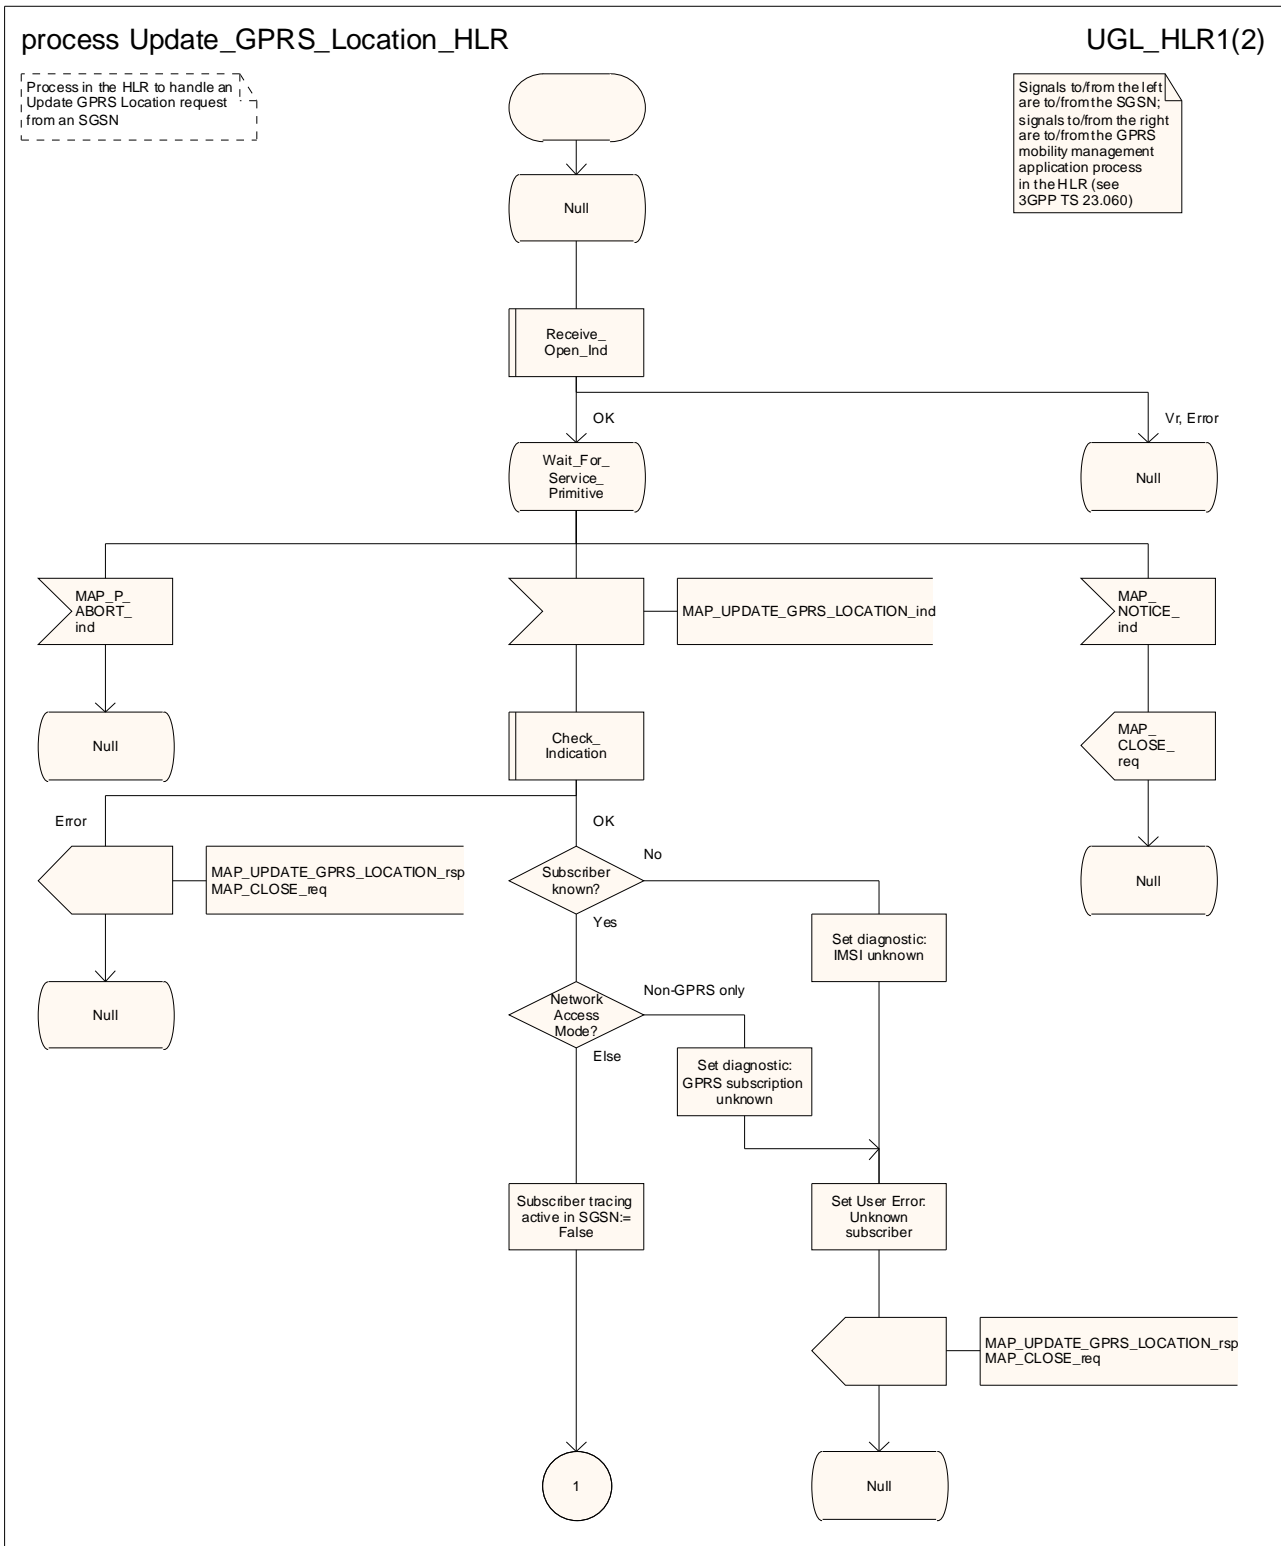 process Update_GPRS_Location_HLR
UGL_HLR1(2)
Process in the HLR to handle an
Update GPRS Location request
from an SGSN
Signals to/from the left
are to/from the SGSN;
signals to/from the right
are to/from the GPRS
mobility management
application process
in the HLR (see
3GPP TS 23.060)
Null
Receive_
Open_Ind
OK
Vr, Error
Wait_For_
Service_
Primitive
Null
MAP_P_
ABORT_
ind
MAP_UPDATE_GPRS_LOCATION_ind
MAP_
NOTICE_
ind
Null
Check_
Indication
MAP_
CLOSE_
req
Error
OK
No
MAP_UPDATE_GPRS_LOCATION_rsp
MAP_CLOSE_req
Subscriber
known?
Null
Yes
Set diagnostic:
IMSI unknown
Null
Network
Access
Mode?
Non-GPRS only
Else
Set diagnostic:
GPRS subscription
unknown
Subscriber tracing
active in SGSN:=
False
Set User Error:
Unknown
subscriber
MAP_UPDATE_GPRS_LOCATION_rsp
MAP_CLOSE_req
1
Null